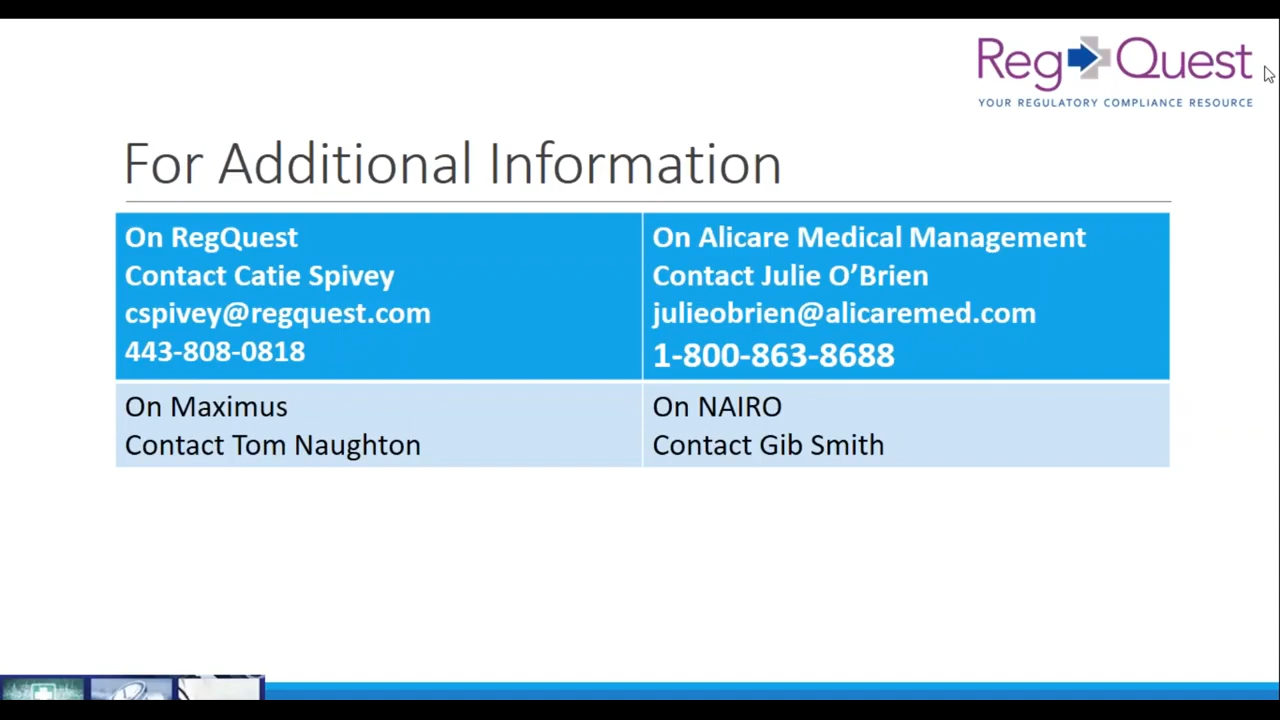 Reg Quest
YOUR REGULATORY COMPLIANCE RESOURCE
For Additional Information
On RegQuest
Contact Catie Spivey
cspivey@regquest.com
443-808-0818
On Alicare Medical Management
Contact Julie O’Brien
julieobrien@alicaremed.com
1-800-863-8688
On Maximus
Contact Tom Naughton
On NAIRO
Contact Gib Smith